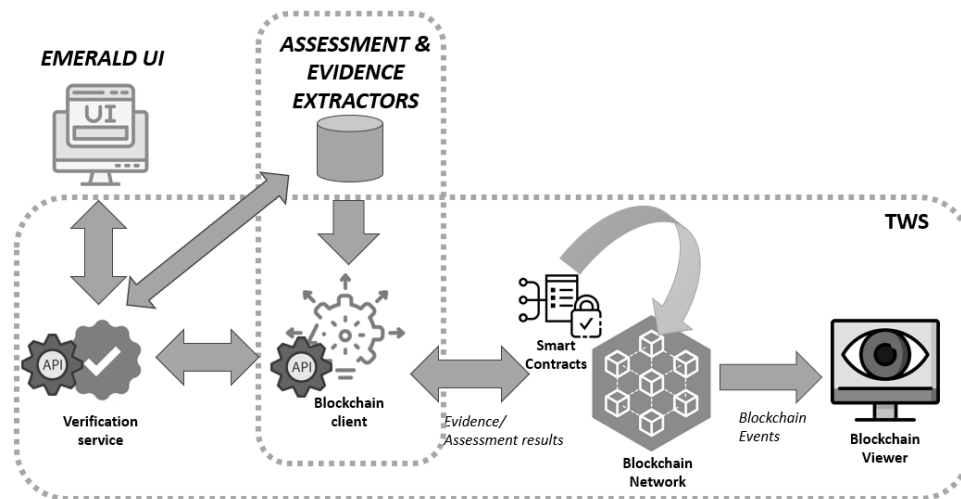 EMERALD UI
UI
ASSESSMENT &
EVIDENCE
EXTRACTORS
TWS
API
Verification
service
API
Blockchain
client
Evidence/
Assessment results
Smart
Contracts
Blockchain
Network
Blockchain
Events
Blockchain
Viewer